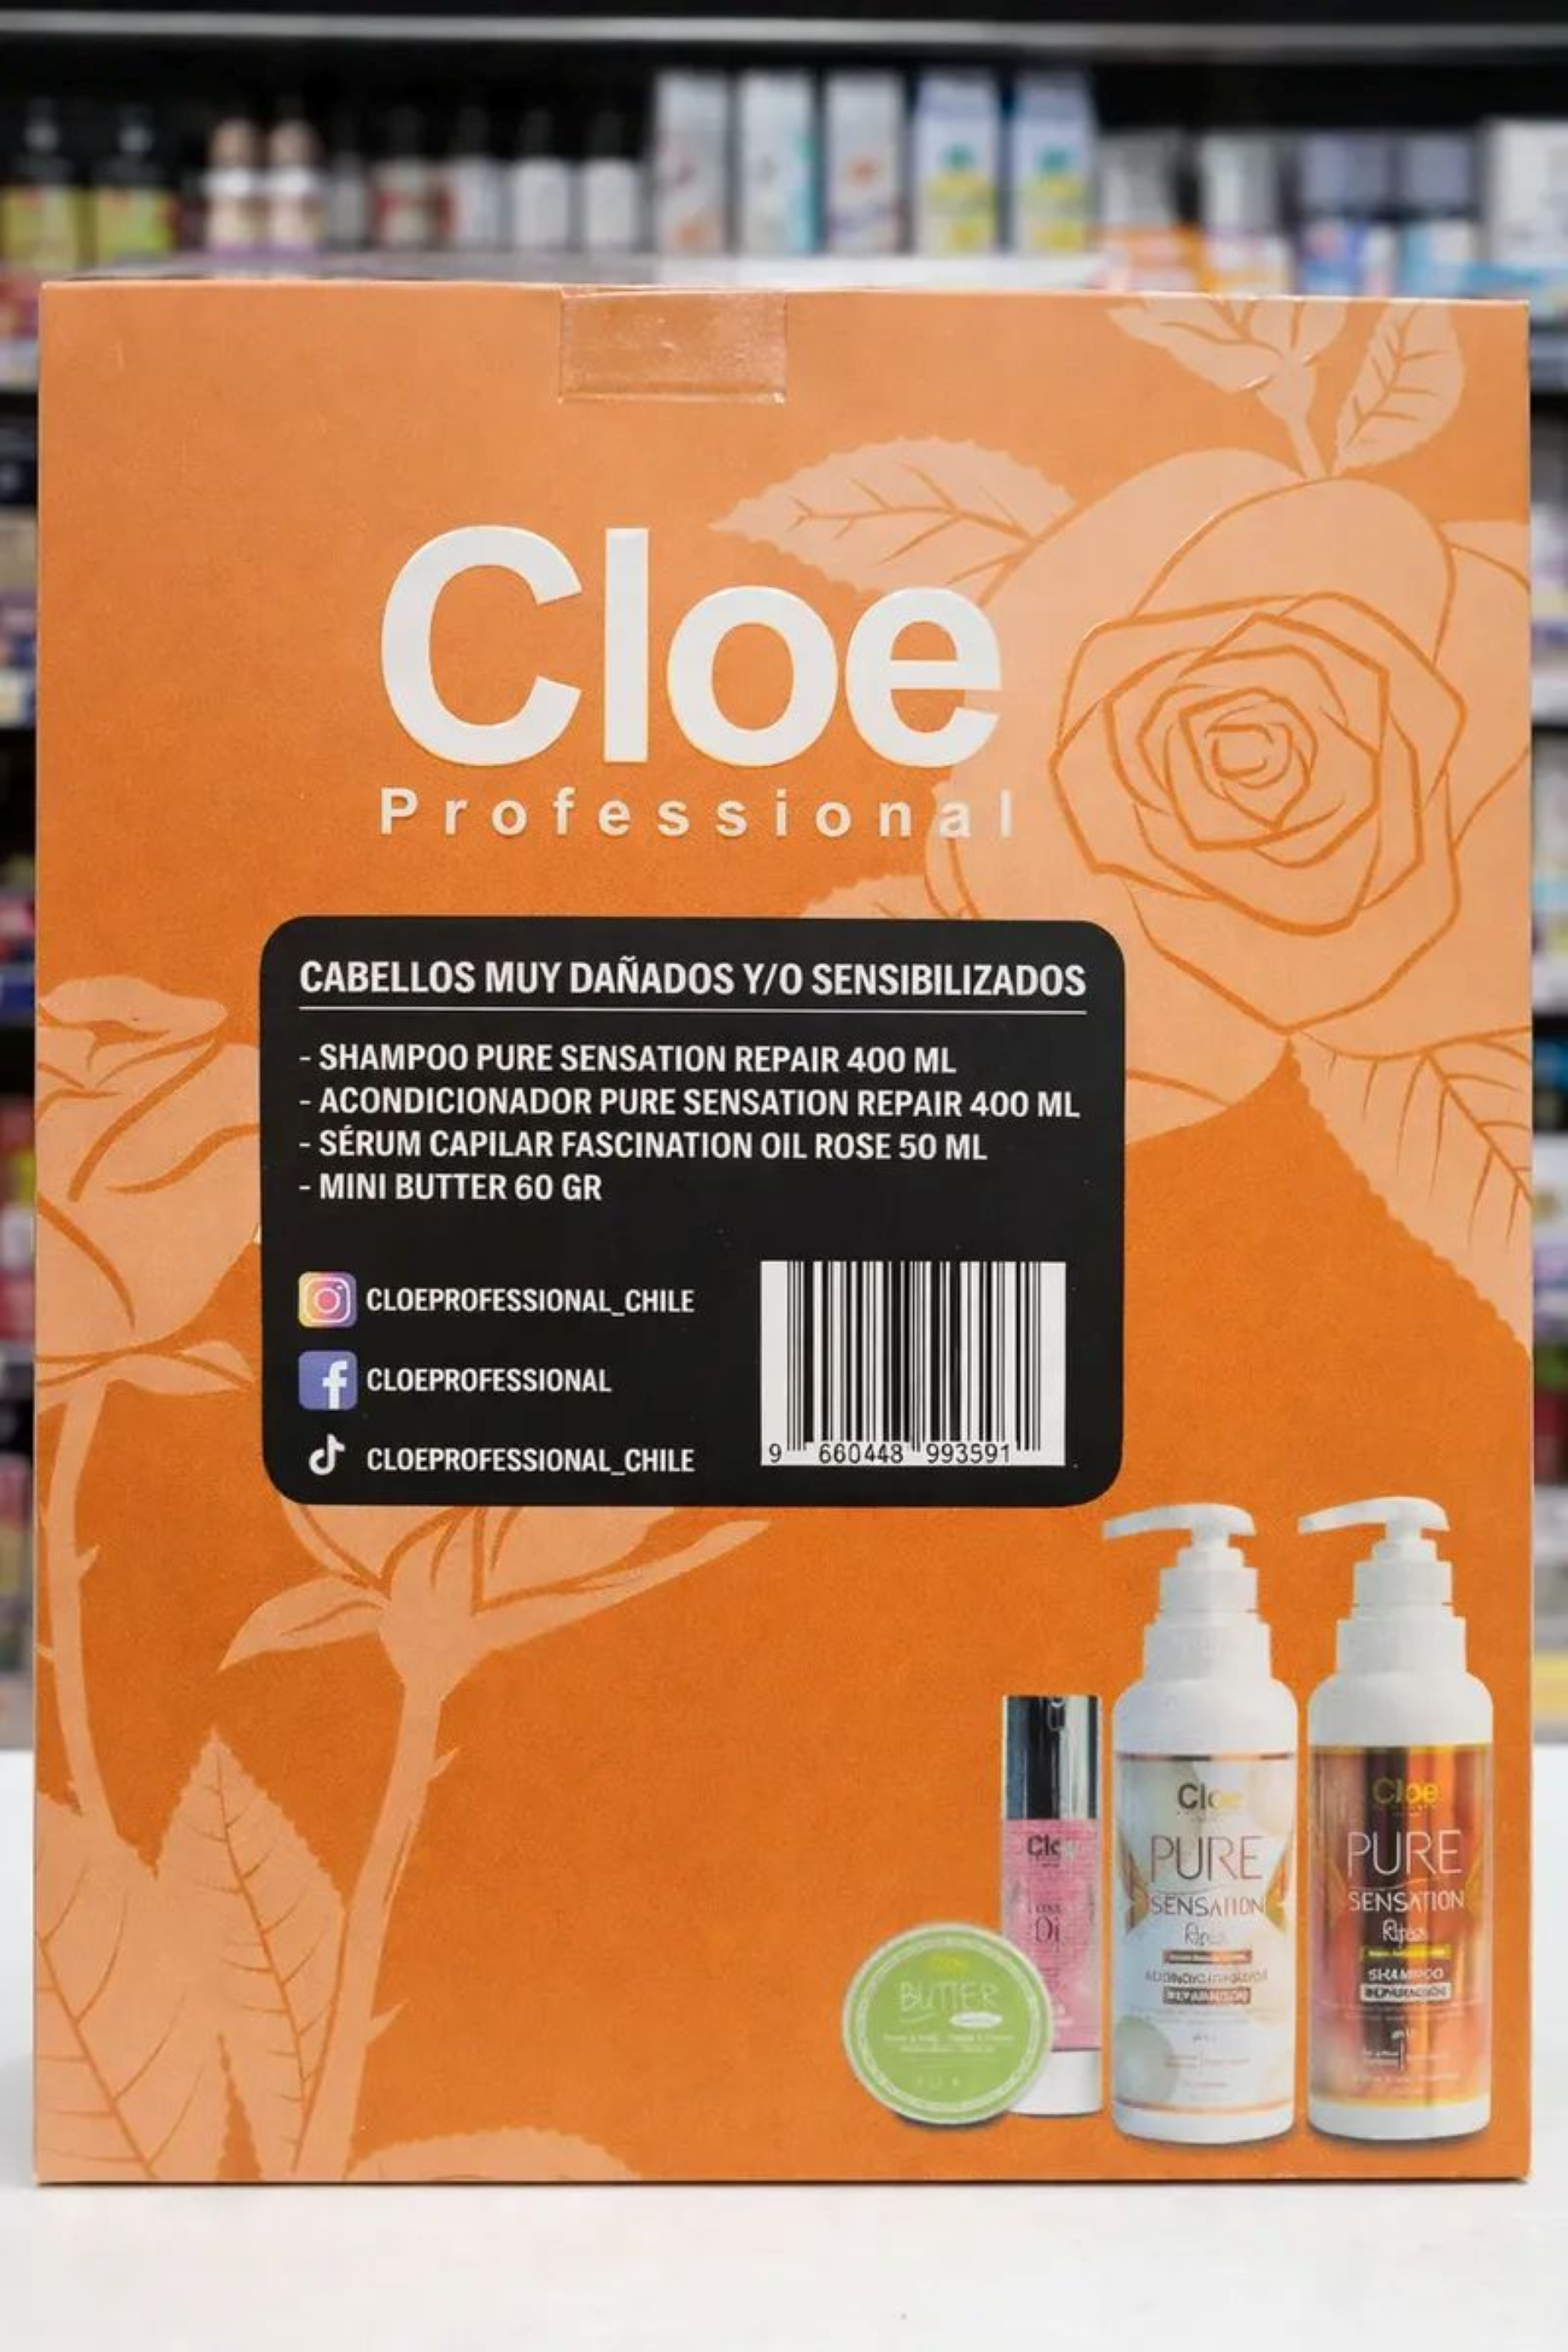 Cloe
Professional
CABELLOS MUY DAÑADOS Y/O SENSIBILIZADOS
- SHAMPOO PURE SENSATION REPAIR 400 ML
- ACONDICIONADOR PURE SENSATION REPAIR 400 ML
- SÉRUM CAPILAR FASCINATION OIL ROSE 50 ML
- MINI BUTTER 60 GR
CLOEPROFESSIONAL_CHILE
CLOEPROFESSIONAL
CLOEPROFESSIONAL_CHILE
9 660448 993591
BUTTER
Cloe
PURE
SENSATION
Cloe
PURE
SENSATION
SHAMPOO